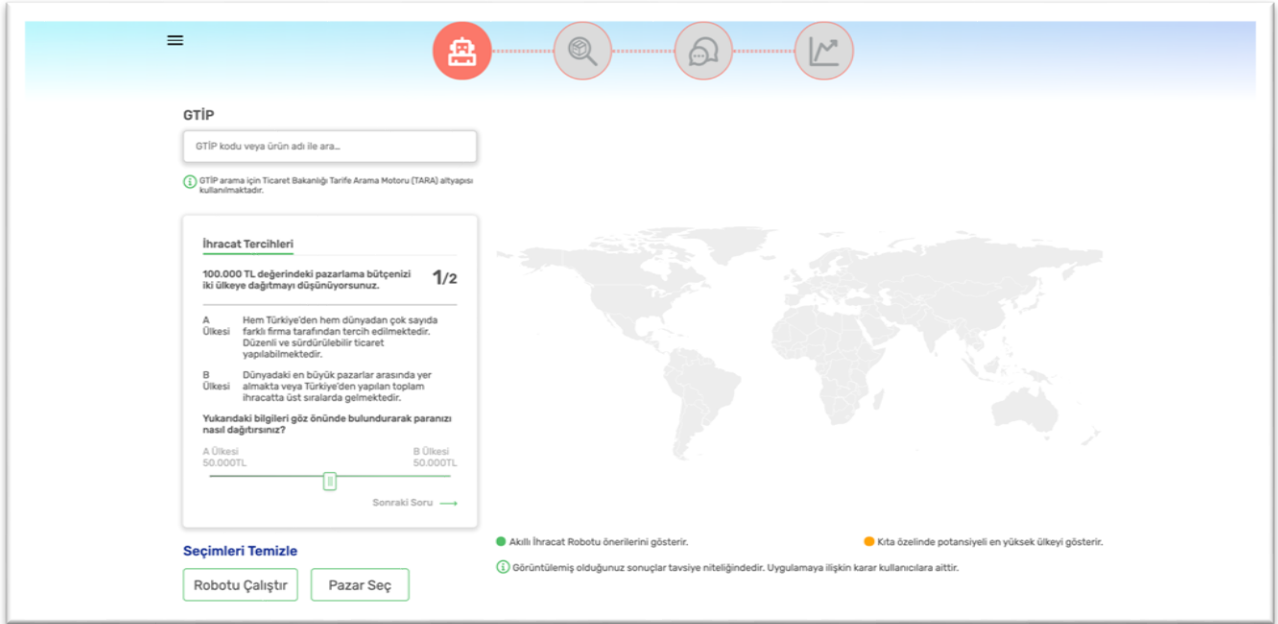 GTİP
GTİP kodu veya ürün adı ile ara...
GTİP arama için Ticaret Bakanlığı Tarife Arama Motoru (TARA) altyapısı
kullanılmaktadır.
İhracat Tercihleri
100.000 TL değerindeki pazarlama bütçenizi
iki ülkeye dağıtmayı düşünüyorsunuz.
1/2
A
Ülkesi
Hem Türkiye'den hem dünyadan çok sayıda
farklı firma tarafından tercih edilmektedir.
Düzenli ve sürdürülebilir ticaret
yapılabilmektedir.
B
Ülkesi
Dünyadaki en büyük pazarlar arasında yer
almakta veya Türkiye'den yapılan toplam
ihracatta üst sıralarda gelmektedir.
Yukarıdaki bilgileri göz önünde bulundurarak paranızı
nasıl dağıtırsınız?
A Ülkesi
50.000TL
B Ülkesi
50.000TL
Sonraki Soru
Seçimleri Temizle
Robotu Çalıştır
Pazar Seç
Akıllı İhracat Robotu önerilerini gösterir.
Kıta özelinde potansiyeli en yüksek ülkeyi gösterir.
Görüntülemiş olduğunuz sonuçlar tavsiye niteliğindedir. Uygulamaya ilişkin karar kullanıcılara aittir.